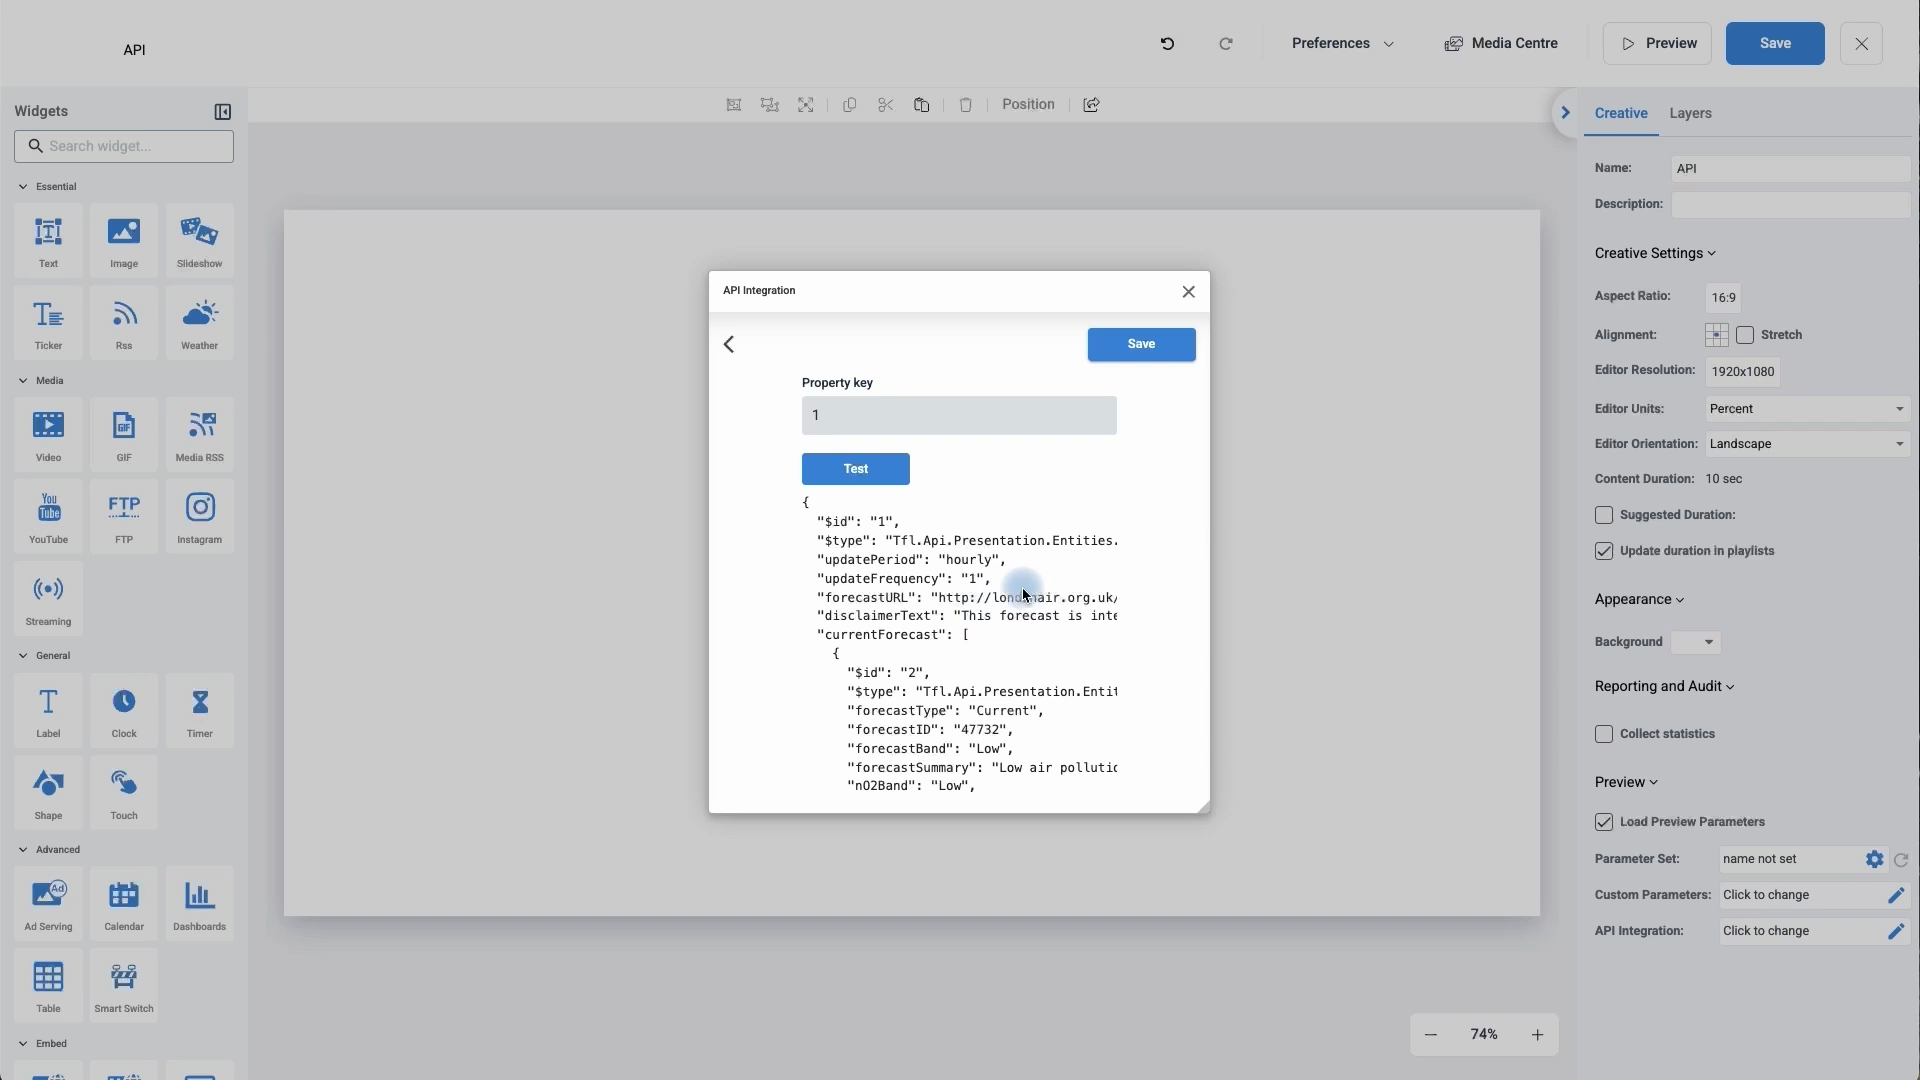 API
Preferences
Media Centre
Preview
Save
Widgets
Search widget...
Essential
Text
Image
Slideshow
Ticker
Rss
Weather
Media
Video
GIF
GIF
Media RSS
You
Tube
YouTube
FTP
FTP
Instagram
Streaming
General
Label
Clock
Timer
Shape
Touch
Advanced
Ad
Ad Serving
Calendar
Dashboards
Table
Smart Switch
Embed
Position
API Integration
Save
Property key
1
Test
{
"$id": "1",
"$type": "Tfl.Api.Presentation.Entities.
"updatePeriod": "hourly",
"updateFrequency": "1",
"forecastURL": "http://londonair.org.uk/
"disclaimerText": "This forecast is inte
"currentForecast": [
{
"$id": "2",
"$type": "Tfl.Api.Presentation.Entit
"forecastType": "Current",
"forecastID": "47732",
"forecastBand": "Low",
"forecastSummary": "Low air pollutio
"nO2Band": "Low",
74%
Creative
Layers
Name:
API
Description:
Creative Settings
Aspect Ratio:
16:9
Alignment:
Stretch
Editor Resolution:
1920x1080
Editor Units:
Percent
Editor Orientation:
Landscape
Content Duration:
10 sec
Suggested Duration:
Update duration in playlists
Appearance
Background
Reporting and Audit
Collect statistics
Preview
Load Preview Parameters
Parameter Set:
name not set
Custom Parameters:
Click to change
API Integration:
Click to change